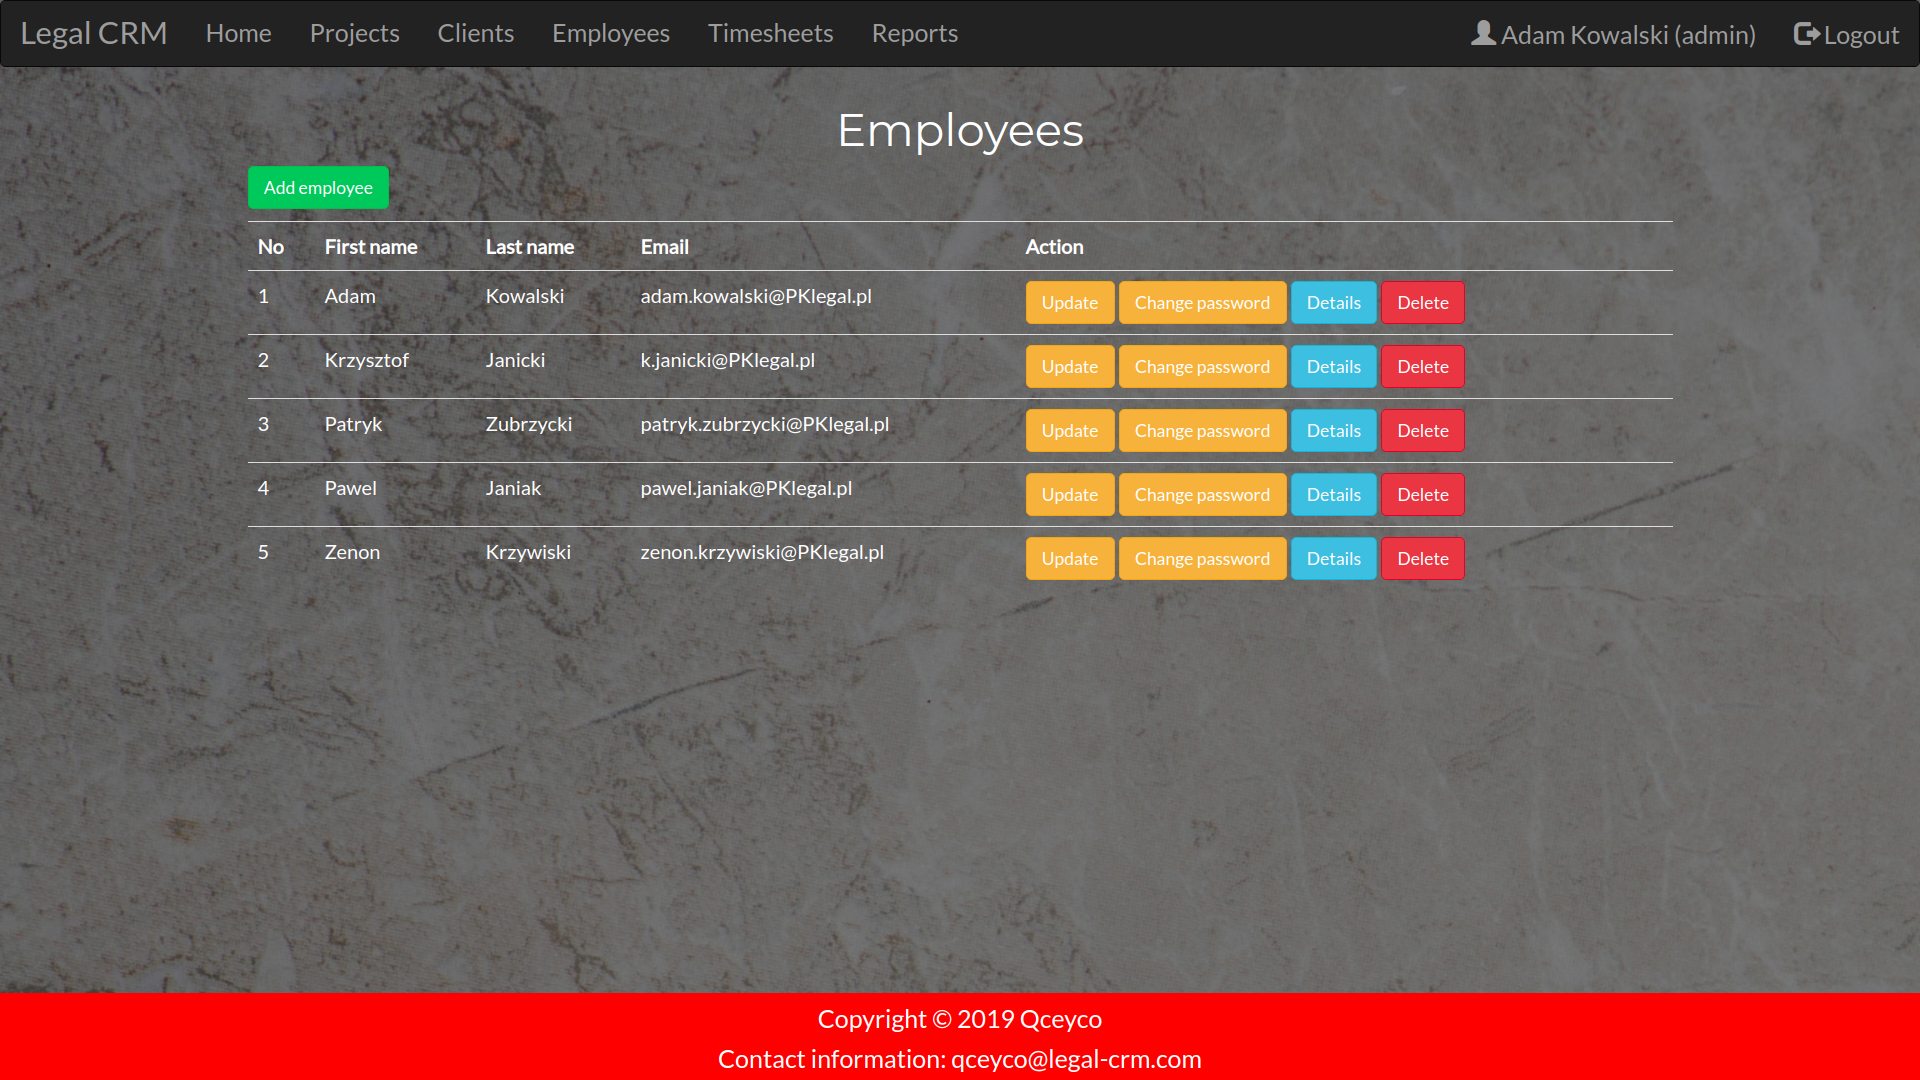 Legal CRM Home Projects Clients Employees Timesheets Reports Adam Kowalski (admin) Logout
Employees
Add employee
No First name Last name Email Action
1 Adam Kowalski adam.kowalski@PKlegal.pl Update Change password Details Delete
2 Krzysztof Janicki k.janicki@PKlegal.pl Update Change password Details Delete
3 Patryk Zubrzycki patryk.zubrzycki@PKlegal.pl Update Change password Details Delete
4 Pawel Janiak pawel.janiak@PKlegal.pl Update Change password Details Delete
5 Zenon Krzywiski zenon.krzywiski@PKlegal.pl Update Change password Details Delete
Copyright © 2019 Qceyco
Contact information: qceyco@legal-crm.com